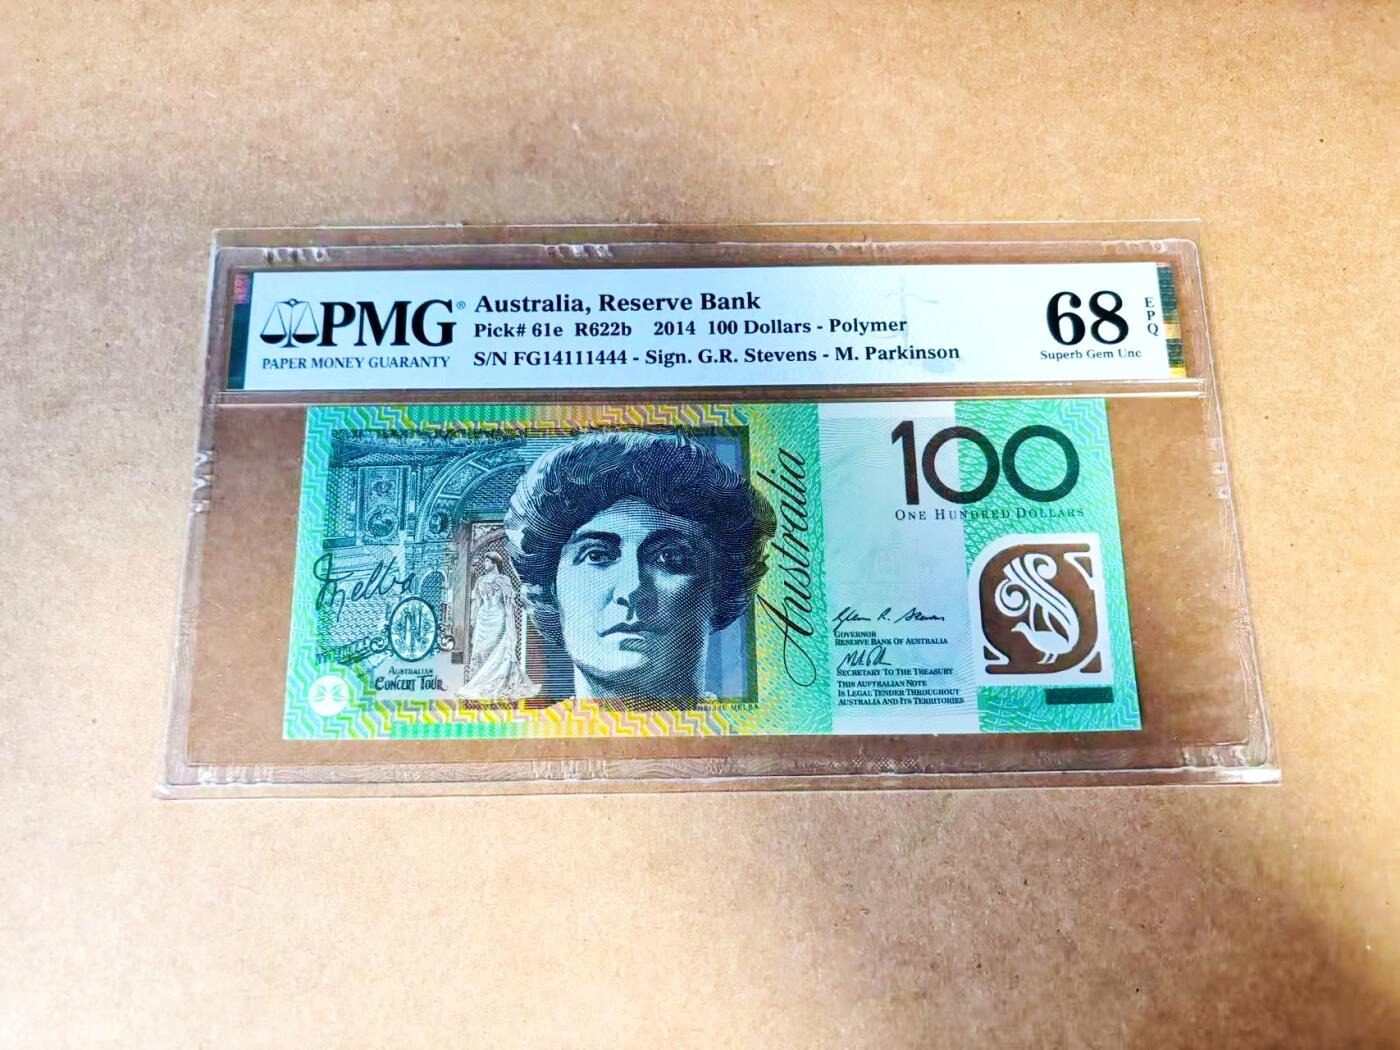 PMG®
PAPER MONEY GUARANTY
Australia, Reserve Bank
Pick# 61e R622b 2014 100 Dollars - Polymer
S/N FG14111444 - Sign. G.R. Stevens - M. Parkinson
68
EPQ
Superb Gem Unc
100
ONE HUNDRED DOLLARS
Australia
Melba
AUSTRALIAN
CONCERT TOUR
NELLIE MELBA
GOVERNOR
RESERVE BANK OF AUSTRALIA
SECRETARY TO THE TREASURY
THIS AUSTRALIAN NOTE
IS LEGAL TENDER THROUGHOUT
AUSTRALIA AND ITS TERRITORIES